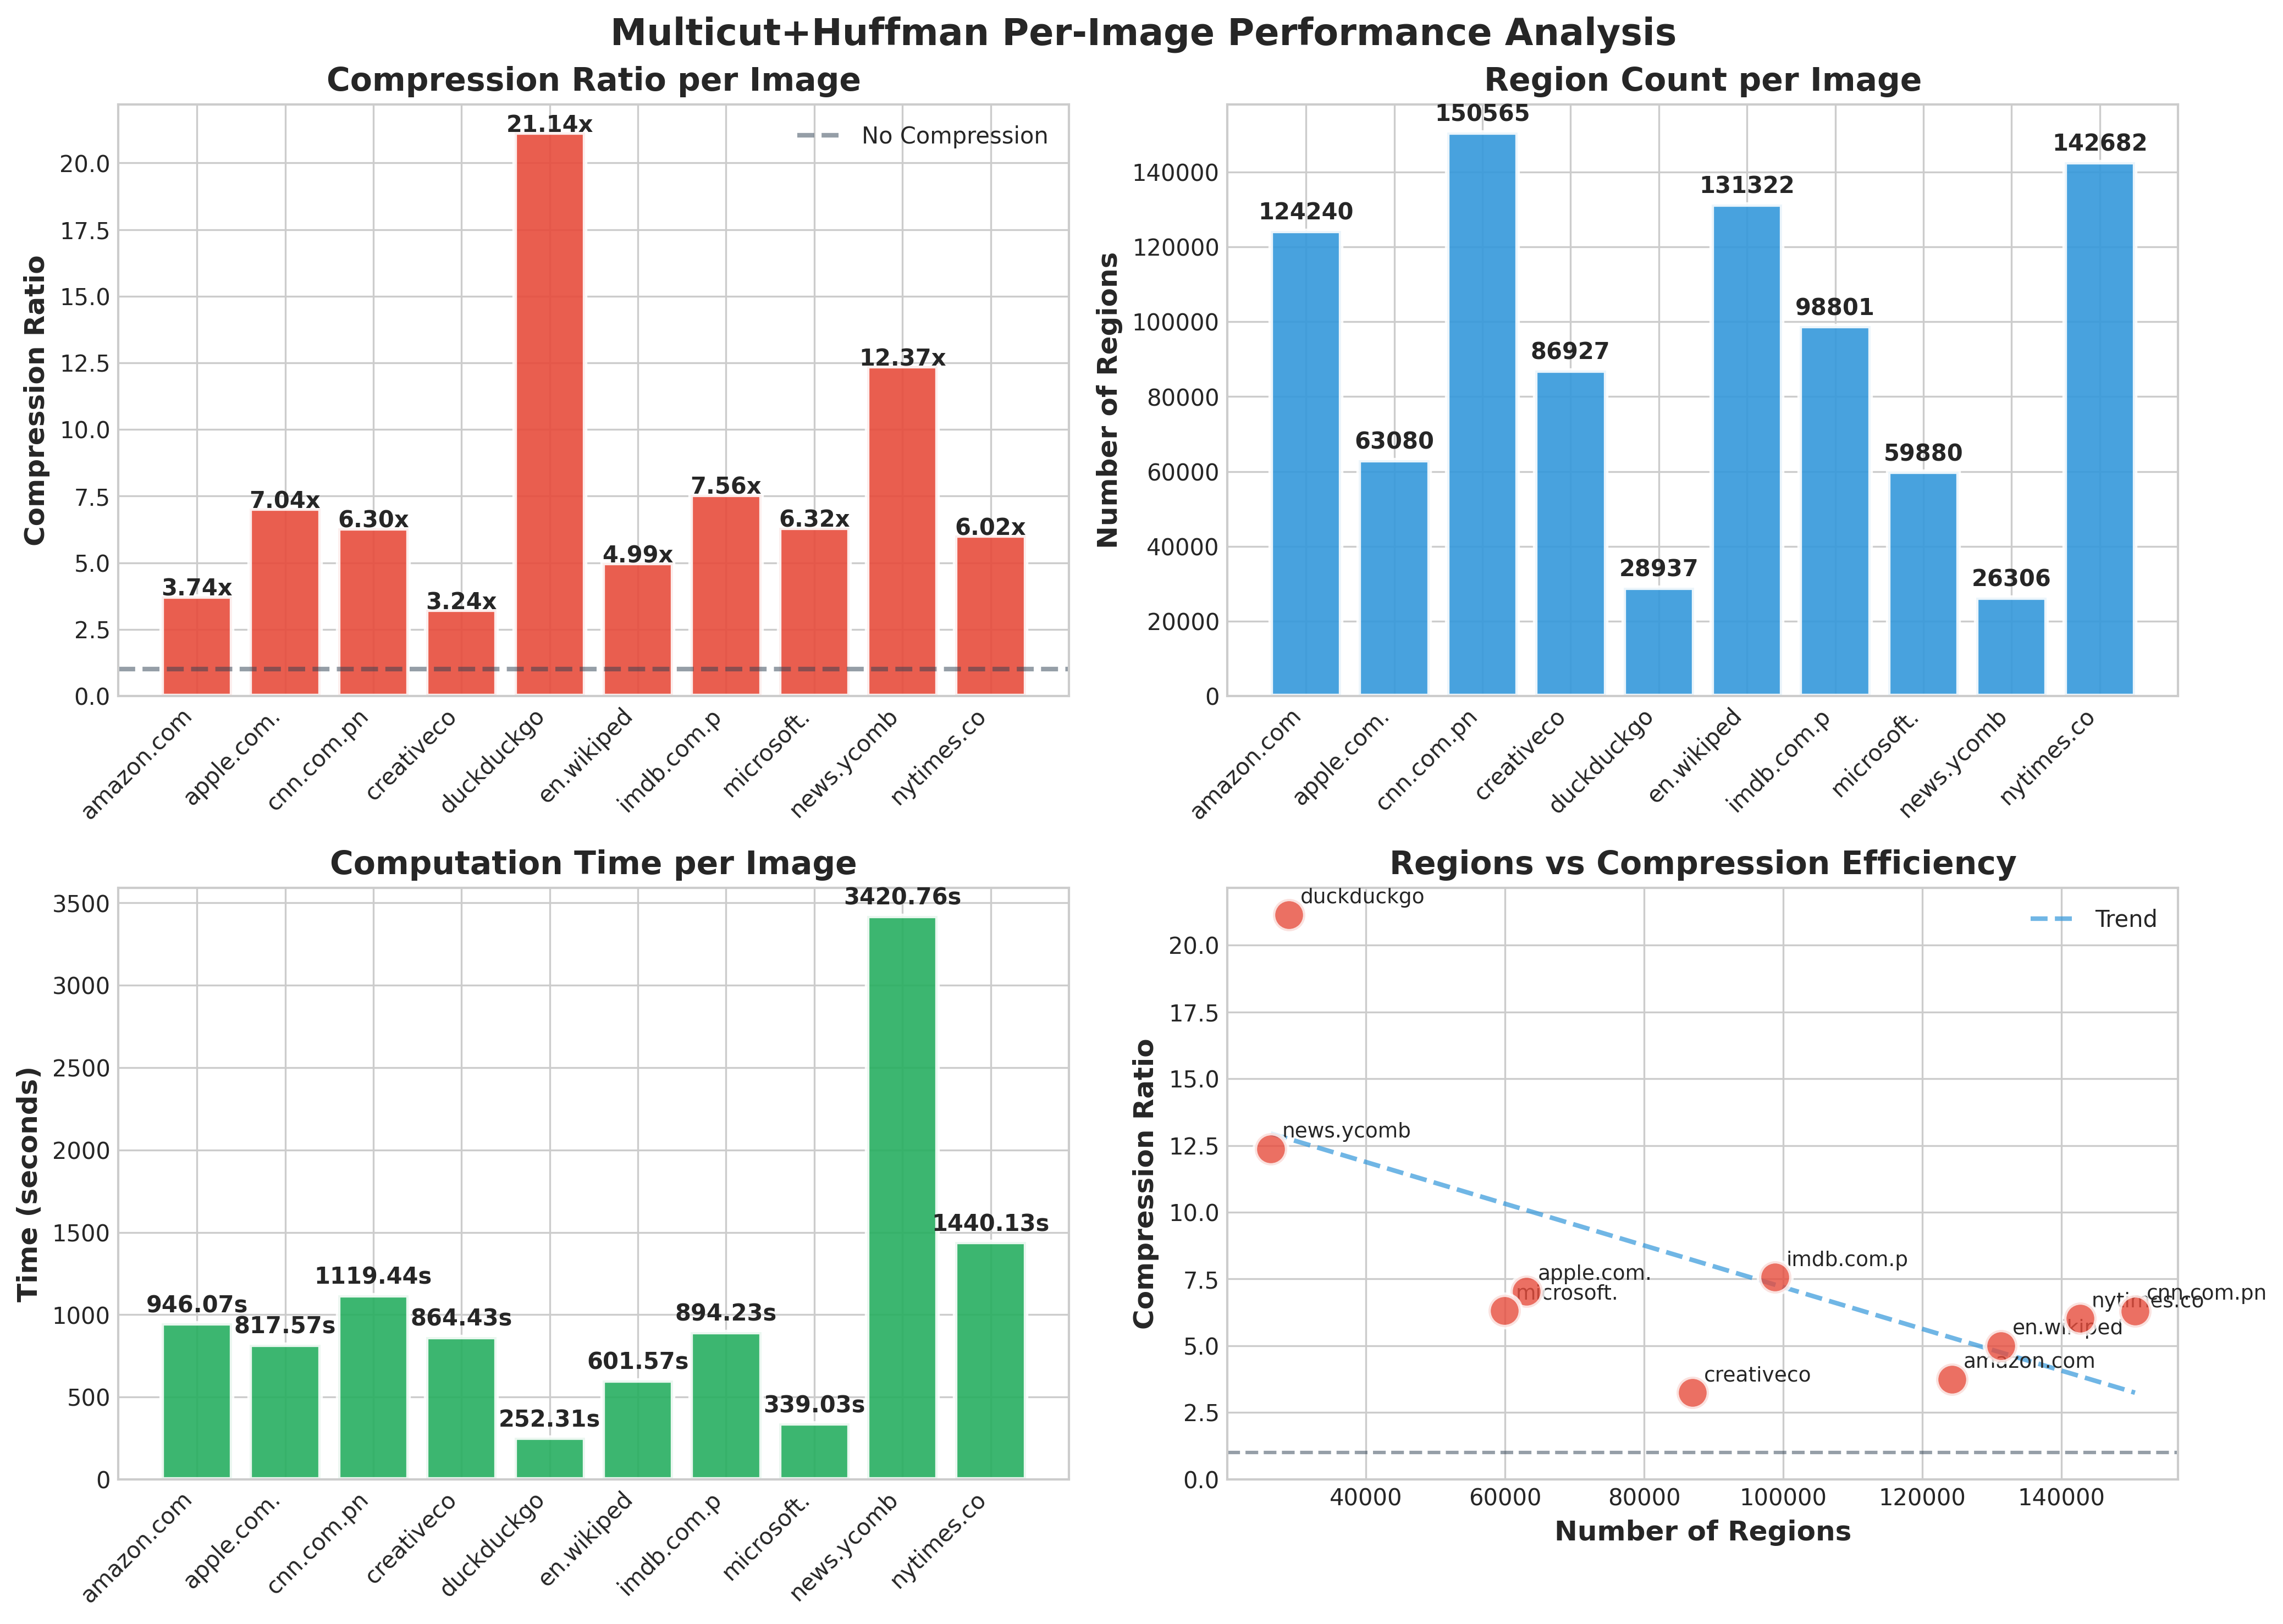 Multicut+Huffman Per-Image Performance Analysis
Compression Ratio per Image
Compression Ratio
20.0
17.5
15.0
12.5
10.0
7.5
5.0
2.5
0.0
No Compression
3.74x
7.04x
6.30x
3.24x
21.14x
4.99x
7.56x
6.32x
12.37x
6.02x
amazon.com
apple.com.
cnn.com.pn
creativeco
duckduckgo
en.wikiped
imdb.com.p
microsoft.
news.ycomb
nytimes.co
Region Count per Image
Number of Regions
140000
120000
100000
80000
60000
40000
20000
0
124240
63080
150565
86927
28937
131322
98801
59880
26306
142682
amazon.com
apple.com.
cnn.com.pn
creativeco
duckduckgo
en.wikiped
imdb.com.p
microsoft.
news.ycomb
nytimes.co
Computation Time per Image
Time (seconds)
3500
3000
2500
2000
1500
1000
500
0
946.07s
817.57s
1119.44s
864.43s
252.31s
601.57s
894.23s
339.03s
3420.76s
1440.13s
amazon.com
apple.com.
cnn.com.pn
creativeco
duckduckgo
en.wikiped
imdb.com.p
microsoft.
news.ycomb
nytimes.co
Regions vs Compression Efficiency
Compression Ratio
20.0
17.5
15.0
12.5
10.0
7.5
5.0
2.5
0.0
Trend
duckduckgo
news.ycomb
imdb.com.p
apple.com.
microsoft.
cnn.com.pn
nytimes.co
en.wikiped
amazon.com
creativeco
40000
60000
80000
100000
120000
140000
Number of Regions